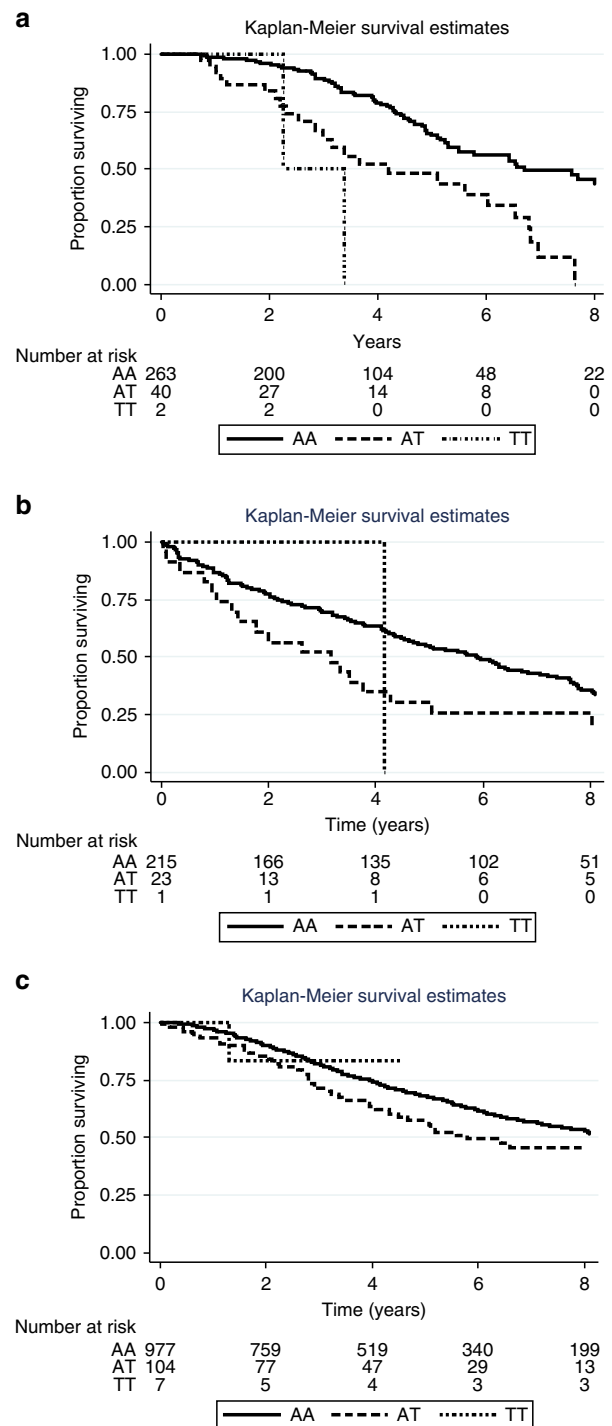 a
Kaplan-Meier survival estimates
1.00
0.75
0.50
0.25
0.00
Proportion surviving
0 2 4 6 8
Years
Number at risk
AA 263 200 104 48 22
AT 40 27 14 8 0
TT 2 2 0 0 0
AA AT TT
b
Kaplan-Meier survival estimates
1.00
0.75
0.50
0.25
0.00
Proportion surviving
0 2 4 6 8
Time (years)
Number at risk
AA 215 166 135 102 51
AT 23 13 8 6 5
TT 1 1 1 0 0
AA AT TT
c
Kaplan-Meier survival estimates
1.00
0.75
0.50
0.25
0.00
Proportion surviving
0 2 4 6 8
Time (years)
Number at risk
AA 977 759 519 340 199
AT 104 77 47 29 13
TT 7 5 4 3 3
AA AT TT